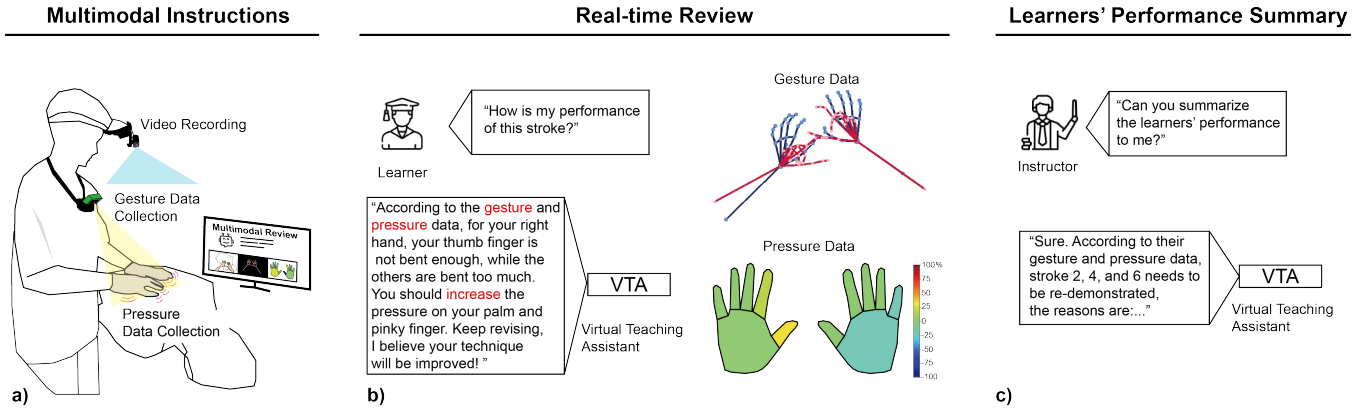 Multimodal Instructions
Video Recording
Gesture Data
Collection
Multimodal Review
Pressure
Data Collection
a)
Real-time Review
“How is my performance
of this stroke?”
Learner
“According to the gesture and
pressure data, for your right
hand, your thumb finger is
not bent enough, while the
others are bent too much.
You should increase the
pressure on your palm and
pinky finger. Keep revising,
I believe your technique
will be improved! ”
VTA
Virtual Teaching
Assistant
Gesture Data
Pressure Data
100%
75
50
25
0
-25
-50
-75
-100
b)
Learners’ Performance Summary
“Can you summarize
the learners’ performance
to me?”
Instructor
“Sure. According to their
gesture and pressure data,
stroke 2, 4, and 6 needs to
be re-demonstrated,
the reasons are:...”
VTA
Virtual Teaching
Assistant
c)